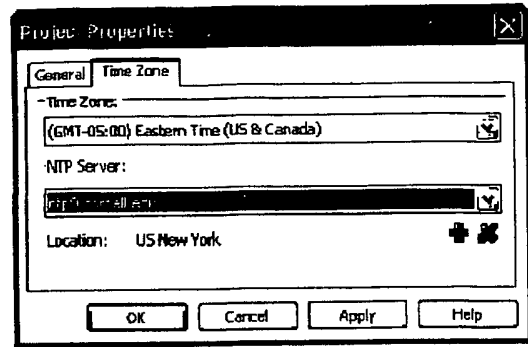 Project Properties
General Time Zone
Time Zone:
(GMT-05:00) Eastern Time (US & Canada)
NTP Server:
Location: US New York
OK Cancel Apply Help